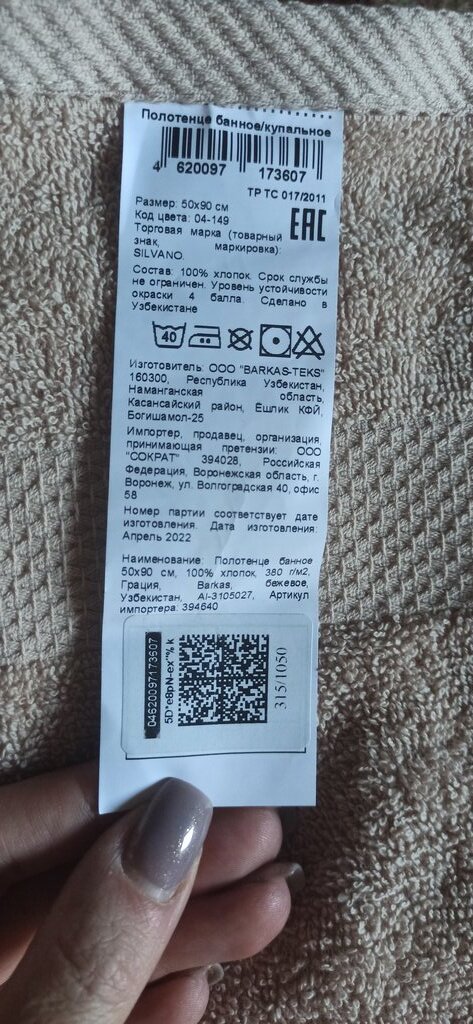 Полотенце банное/купальное
4 620097 173607
ТР ТС 017/2011
Размер: 50х90 см
Код цвета: 04-149
EAC
Торговая марка (товарный
знак, маркировка):
SILVANO.
Состав: 100% хлопок. Срок службы
не ограничен. Уровень устойчивости
окраски 4 балла. Сделано в
Узбекистане
40
Изготовитель: ООО "BARKAS-TEKS"
160300, Республика Узбекистан,
Наманганская область,
Касансайский район, Ёшлик КФЙ,
Богишамол-25
Импортер, продавец, организация,
принимающая претензии: ООО
"СОКРАТ" 394028, Российская
Федерация, Воронежская область, г.
Воронеж, ул. Волгоградская 40, офис
58
Номер партии соответствует дате
изготовления. Дата изготовления:
Апрель 2022
Наименование: Полотенце банное
50х90 см, 100% хлопок, 380 г/м2,
Грация, Barkas, бежевое,
Узбекистан, AI-3105027, Артикул
импортера: 394640
04620097173607
5D*e8pN-ex"% k
315/1050